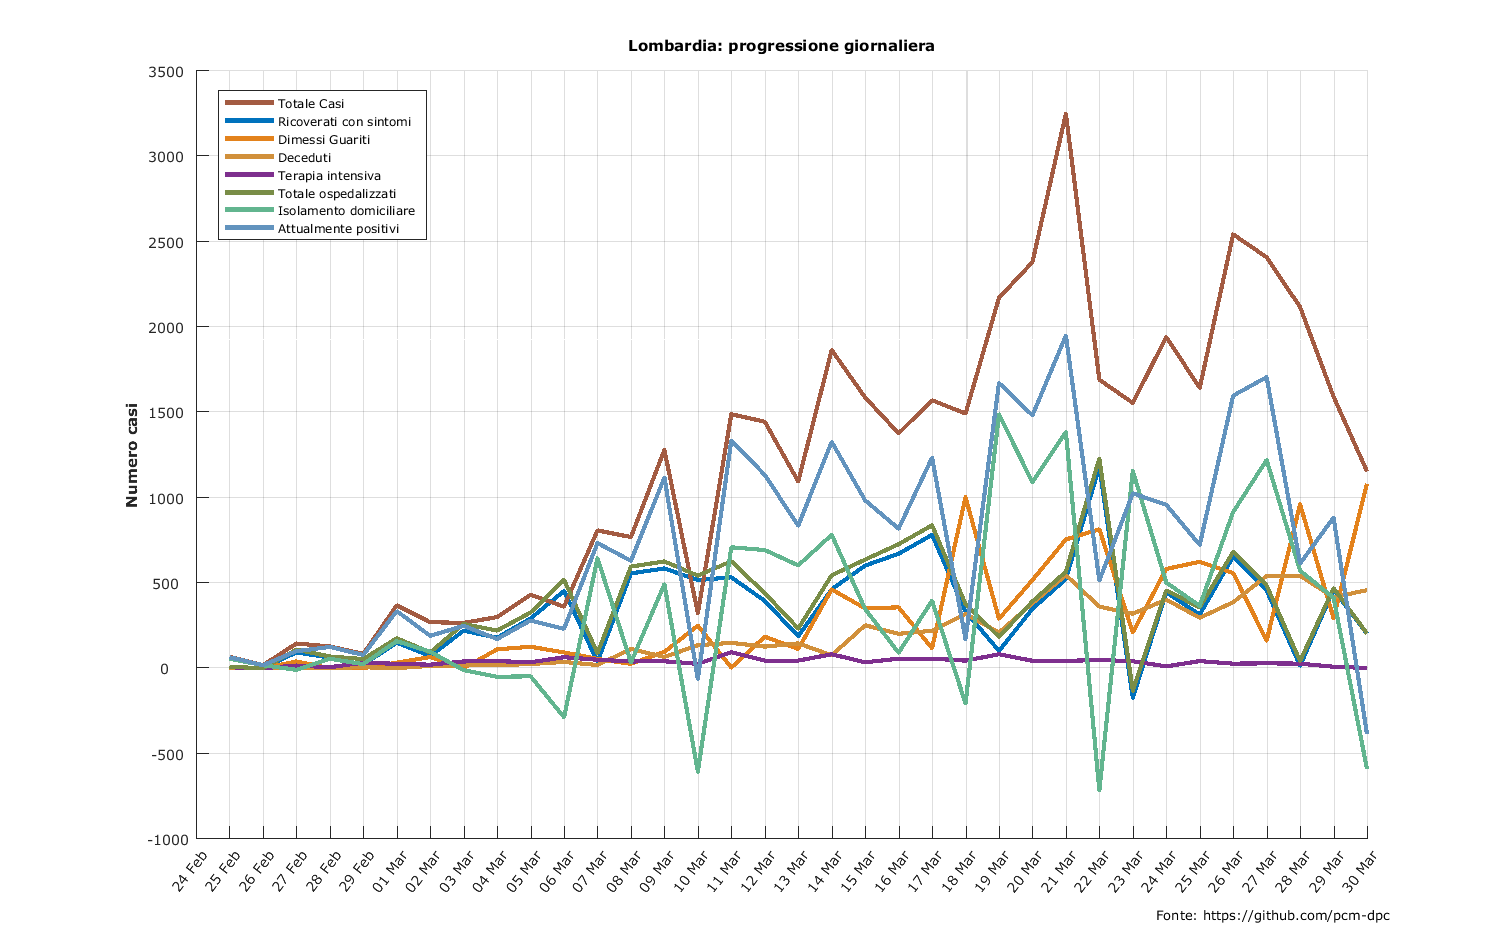 Lombardia: progressione giornaliera
3500
3000
2500
2000
1500
1000
500
0
-500
-1000
Numero casi
Totale Casi
Ricoverati con sintomi
Dimessi Guariti
Deceduti
Terapia intensiva
Totale ospedalizzati
Isolamento domiciliare
Attualmente positivi
24 Feb
25 Feb
26 Feb
27 Feb
28 Feb
29 Feb
01 Mar
02 Mar
03 Mar
04 Mar
05 Mar
06 Mar
07 Mar
08 Mar
09 Mar
10 Mar
11 Mar
12 Mar
13 Mar
14 Mar
15 Mar
16 Mar
17 Mar
18 Mar
19 Mar
20 Mar
21 Mar
22 Mar
23 Mar
24 Mar
25 Mar
26 Mar
27 Mar
28 Mar
29 Mar
30 Mar
Fonte: https://github.com/pcm-dpc